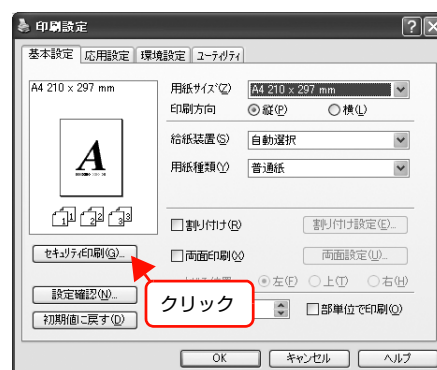 印刷設定
基本設定 応用設定 環境設定 ユーティリティ
A4 210 x 297 mm
用紙サイズ(Z) A4 210 x 297 mm
印刷方向 縦(P) 横(L)
給紙装置(S) 自動選択
用紙種類(Y) 普通紙
A
1 2 3
割り付け(R) 割り付け設定(E)...
セキュリティ印刷(G)...
両面印刷(X) 両面設定(U)...
左(F) 上(T) 右(H)
設定確認(N)...
クリック
部単位で印刷(O)
初期値に戻す(D)
OK キャンセル ヘルプ